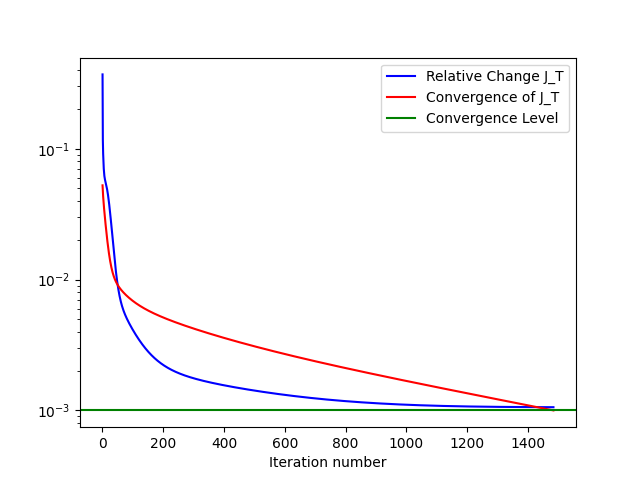 Relative Change J_T
Convergence of J_T
Convergence Level
10⁻¹
10⁻²
10⁻³
0 200 400 600 800 1000 1200 1400
Iteration number